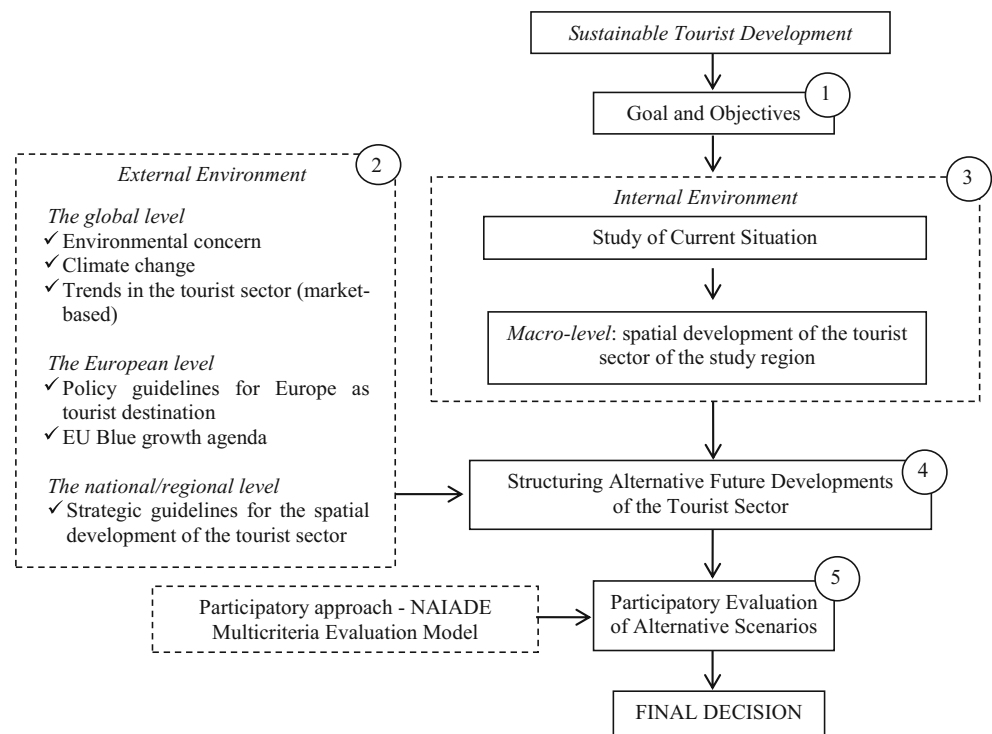 Sustainable Tourist Development
1
Goal and Objectives
2
External Environment
The global level
✓ Environmental concern
✓ Climate change
✓ Trends in the tourist sector (market-
based)
The European level
✓ Policy guidelines for Europe as
tourist destination
✓ EU Blue growth agenda
The national/regional level
✓ Strategic guidelines for the spatial
development of the tourist sector
3
Internal Environment
Study of Current Situation
Macro-level: spatial development of the tourist
sector of the study region
4
Structuring Alternative Future Developments
of the Tourist Sector
5
Participatory approach - NAIADE
Multicriteria Evaluation Model
Participatory Evaluation
of Alternative Scenarios
FINAL DECISION